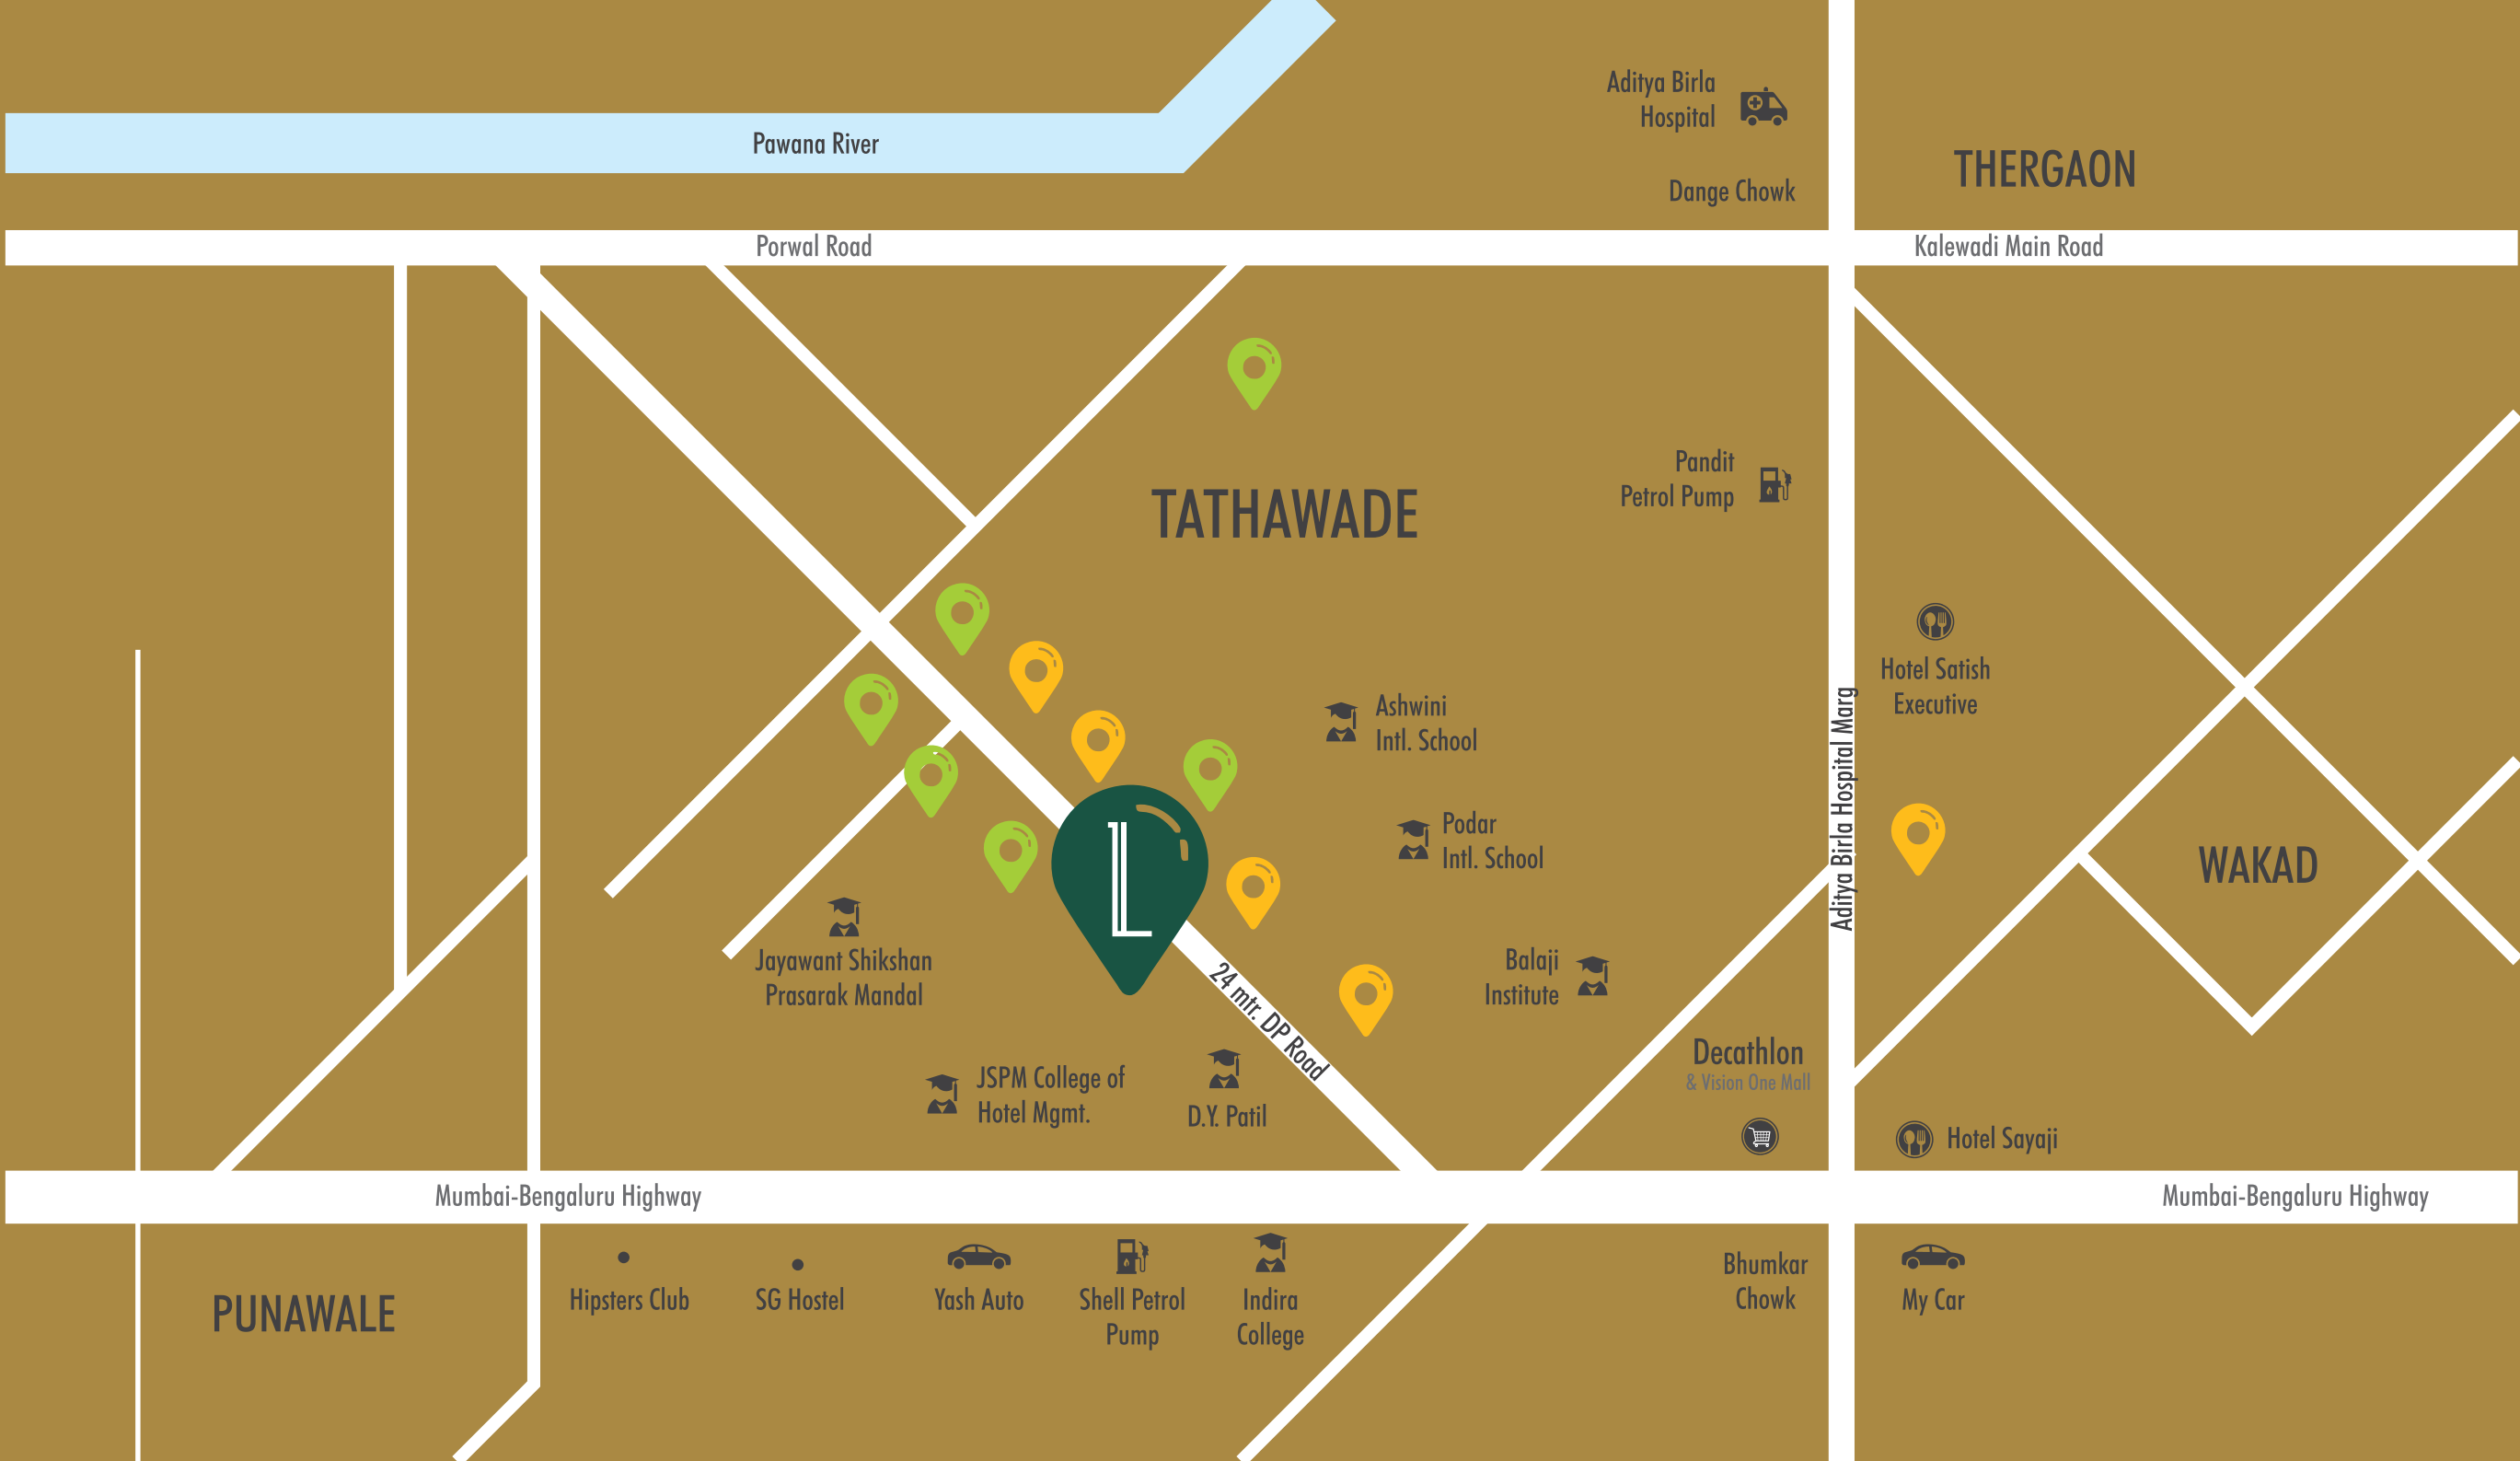 Aditya Birla
Hospital
Pawana River
THERGAON
Dange Chowk
Porwal Road
Kalewadi Main Road
Pandit
Petrol Pump
TATHAWADE
Hotel Satish
Executive
Ashwini
Intl. School
Aditya Birla Hospital Marg
Podar
Intl. School
WAKAD
L
Jayawant Shikshan
Prasarak Mandal
Balaji
Institute
24 mtr. DP Road
Decathlon
& Vision One Mall
JSPM College of
Hotel Mgmt.
D.Y. Patil
Hotel Sayaji
Mumbai-Bengaluru Highway
Mumbai-Bengaluru Highway
PUNAWALE
Hipsters Club
SG Hostel
Yash Auto
Shell Petrol
Pump
Indira
College
Bhumkar
Chowk
My Car